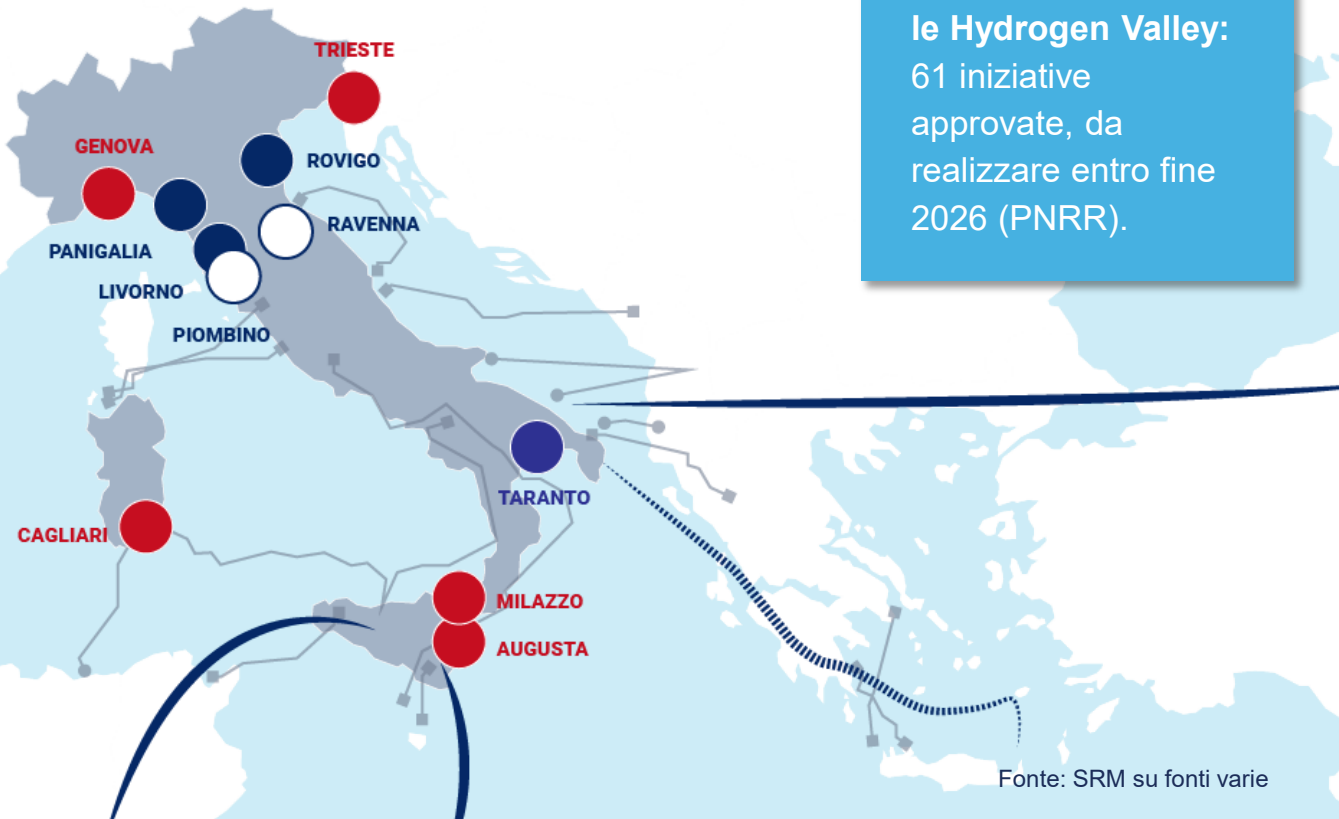 le Hydrogen Valley:
61 iniziative
approvate, da
realizzare entro fine
2026 (PNRR).
TRIESTE
GENOVA
ROVIGO
RAVENNA
PANIGALIA
LIVORNO
PIOMBINO
TARANTO
CAGLIARI
MILAZZO
AUGUSTA
Fonte: SRM su fonti varie